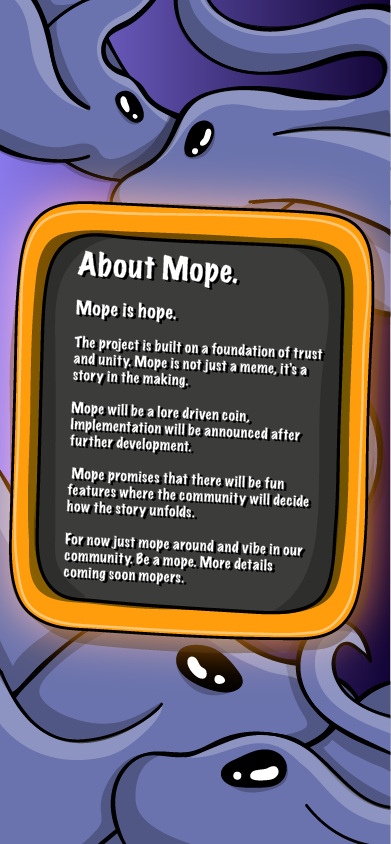 About Mope.
Mope is hope.
The project is built on a foundation of trust
and unity. Mope is not just a meme, it's a
story in the making.
Mope will be a lore driven coin,
Implementation will be announced after
further development.
Mope promises that there will be fun
features where the community will decide
how the story unfolds.
For now just mope around and vibe in our
community. Be a mope. More details
coming soon mopers.